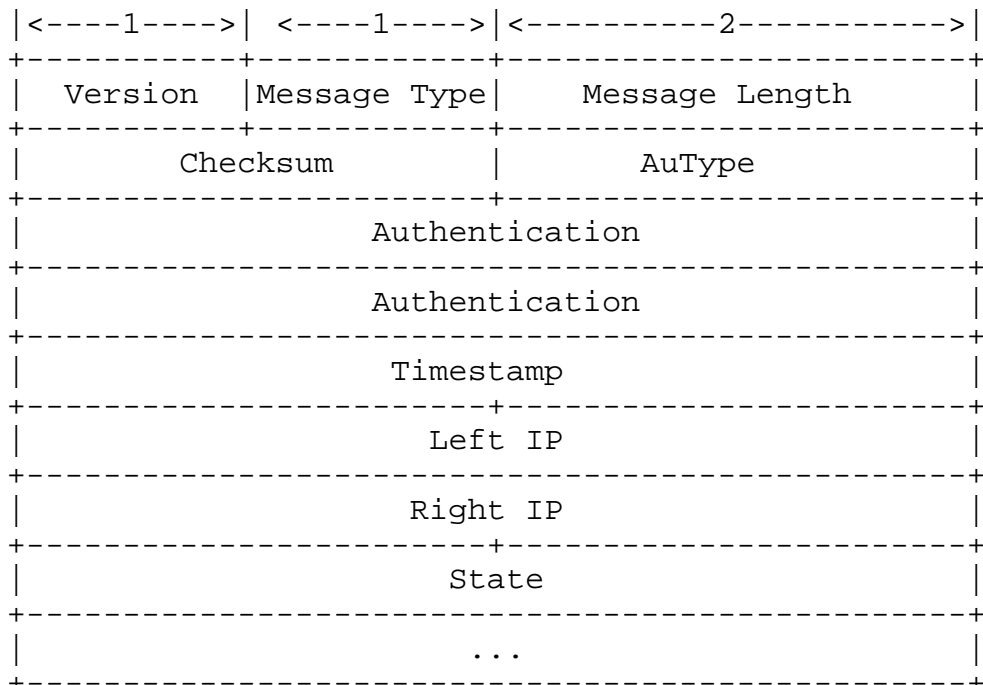 |<----1---->| <----1---->|<----------2----------->|
+-----------+------------+------------------------+
| Version |Message Type| Message Length |
+-----------+------------+------------------------+
| Checksum | AuType |
+------------------------+------------------------+
| Authentication |
+-------------------------------------------------+
| Authentication |
+-------------------------------------------------+
| Timestamp |
+------------------------+------------------------+
| Left IP |
+-------------------------------------------------+
| Right IP |
+------------------------+------------------------+
| State |
+-------------------------------------------------+
| ... |
+-------------------------------------------------+